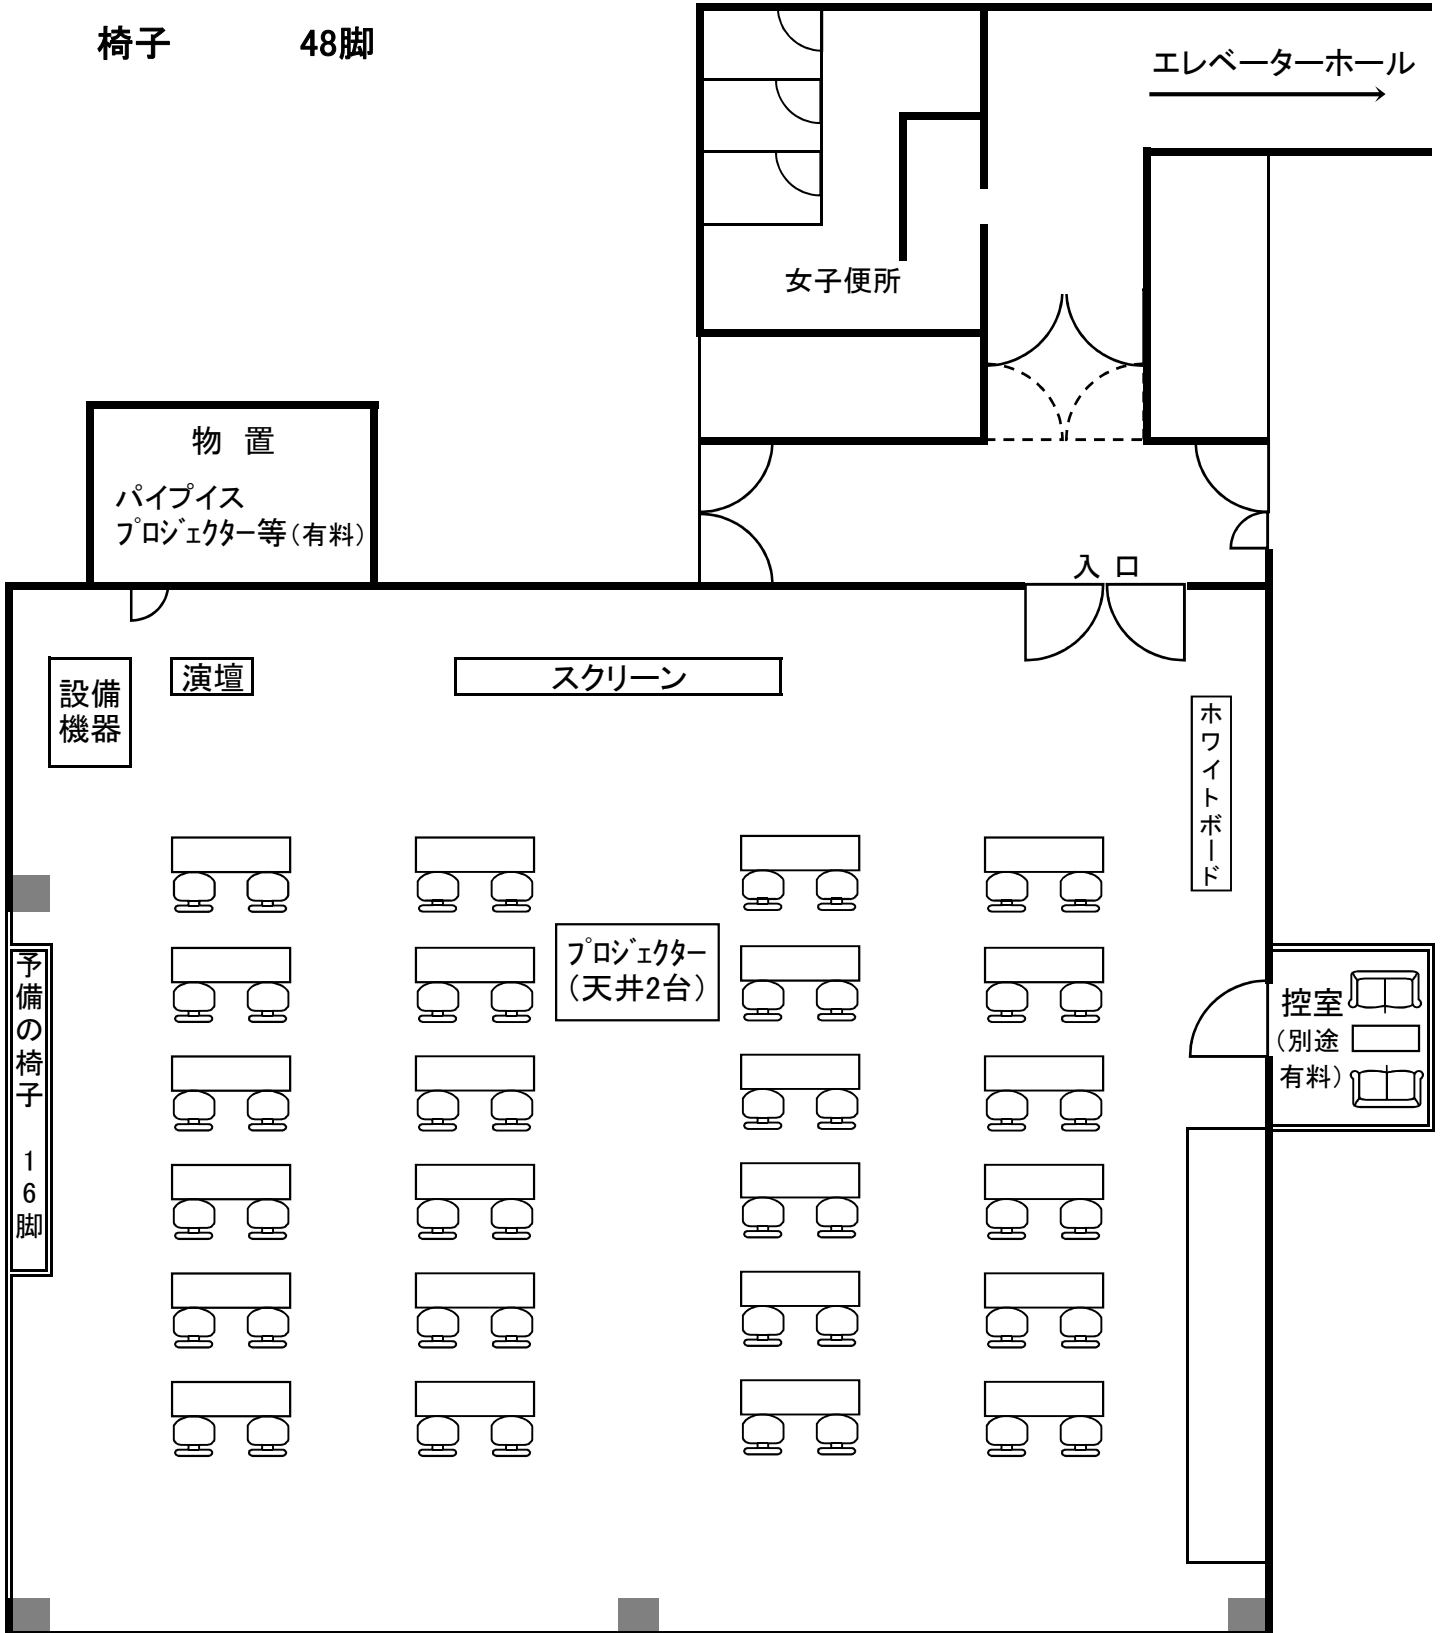 椅子 48脚
エレベーターホール
女子便所
物 置
パイプイス
プロジェクター等(有料)
入 口
設備
機器
演壇
スクリーン
ホワイトボード
プロジェクター
(天井2台)
予備の椅子 16脚
控室
(別途
有料)